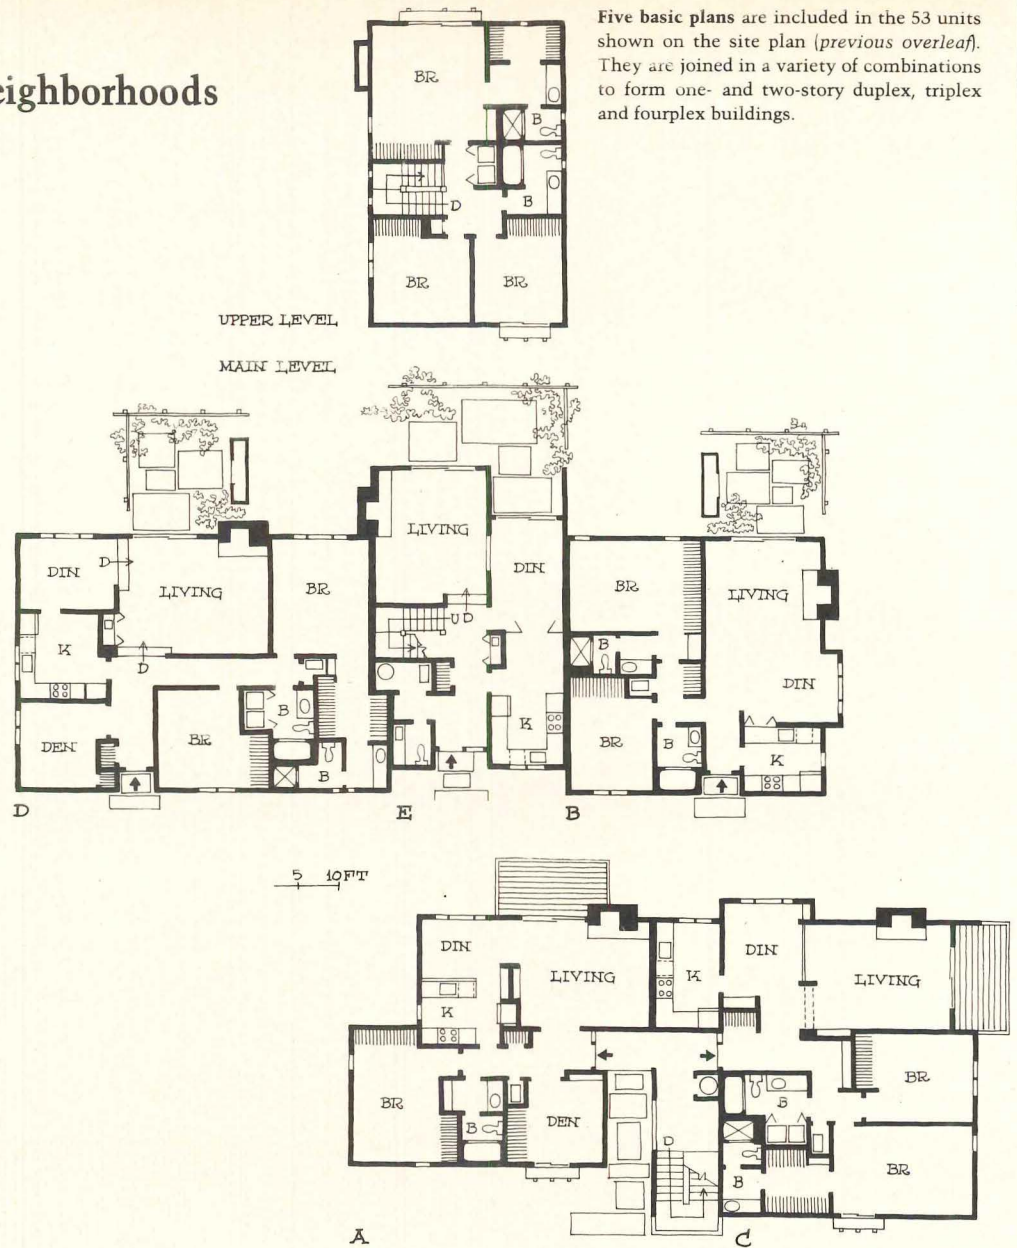 eighborhoods
Five basic plans are included in the 53 units
shown on the site plan (previous overleaf).
They are joined in a variety of combinations
to form one- and two-story duplex, triplex
and fourplex buildings.
BR
B
D
B
BR
BR
UPPER LEVEL
MAIN LEVEL
DIN
D
LIVING
D
K
DEN
BR
B
BR
B
D
LIVING
DIN
U D
K
E
BR
B
LIVING
DIN
BR
B
K
B
5 10FT
DIN
LIVING
K
BR
B
DEN
A
D
K
DIN
LIVING
BR
B
BR
B
C